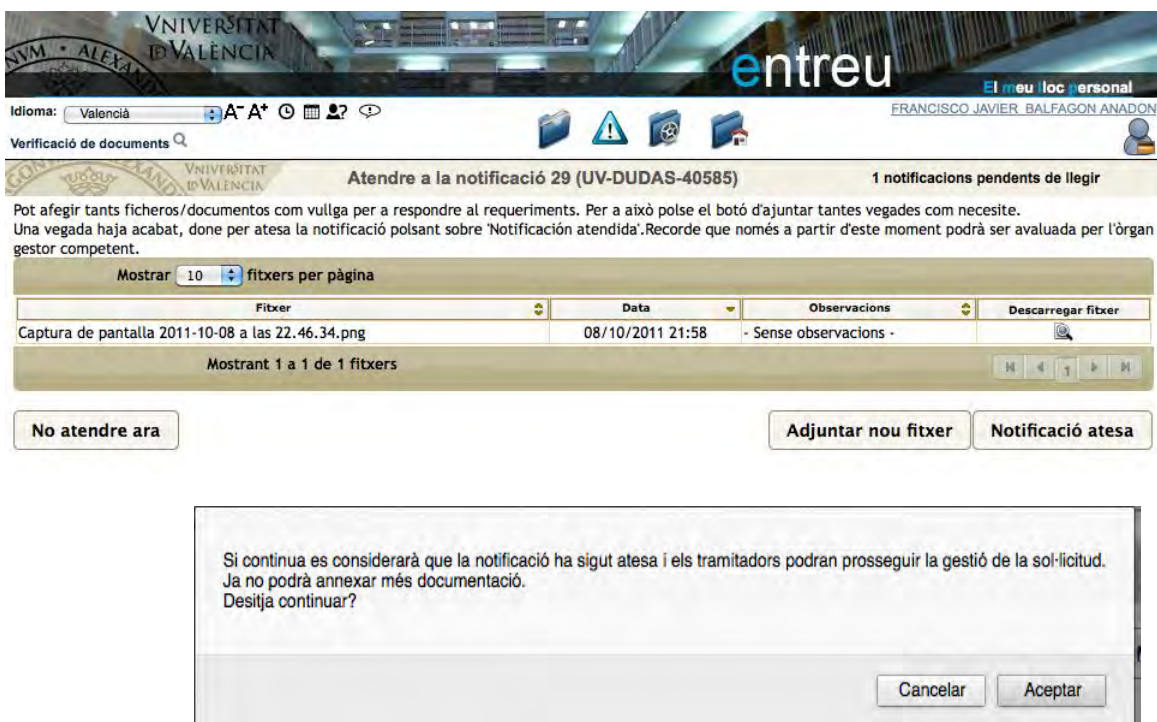 VNIVERSITAT
ID VALÈNCIA
NVM * ALEXAND
entreu
El meu lloc personal
Idioma: Valencià A- A+
FRANCISCO JAVIER BALFAGON ANADON
Verificació de documents
VNIVERSITAT
ID VALÈNCIA
Atendre a la notificació 29 (UV-DUDAS-40585)
1 notificacions pendents de llegir
Pot afegir tants ficheros/documentos com vullga per a respondre al requeriments. Per a això polse el botó d'ajuntar tantes vegades com necesite.
Una vegada haja acabat, done per atesa la notificació polsant sobre 'Notificación atendida'.Recorde que només a partir d'este moment podrà ser avaluada per l'òrgan
gestor competent.
Mostrar 10 fitxers per pàgina
Fitxer Data Observacions Descarregar fitxer
Captura de pantalla 2011-10-08 a las 22.46.34.png 08/10/2011 21:58 - Sense observacions -
Mostrant 1 a 1 de 1 fitxers 1
No atendre ara Adjuntar nou fitxer Notificació atesa
Si continua es considerarà que la notificació ha sigut atesa i els tramitadors podran prosseguir la gestió de la sol·licitud.
Ja no podrà annexar més documentació.
Desitja continuar?
Cancelar Aceptar